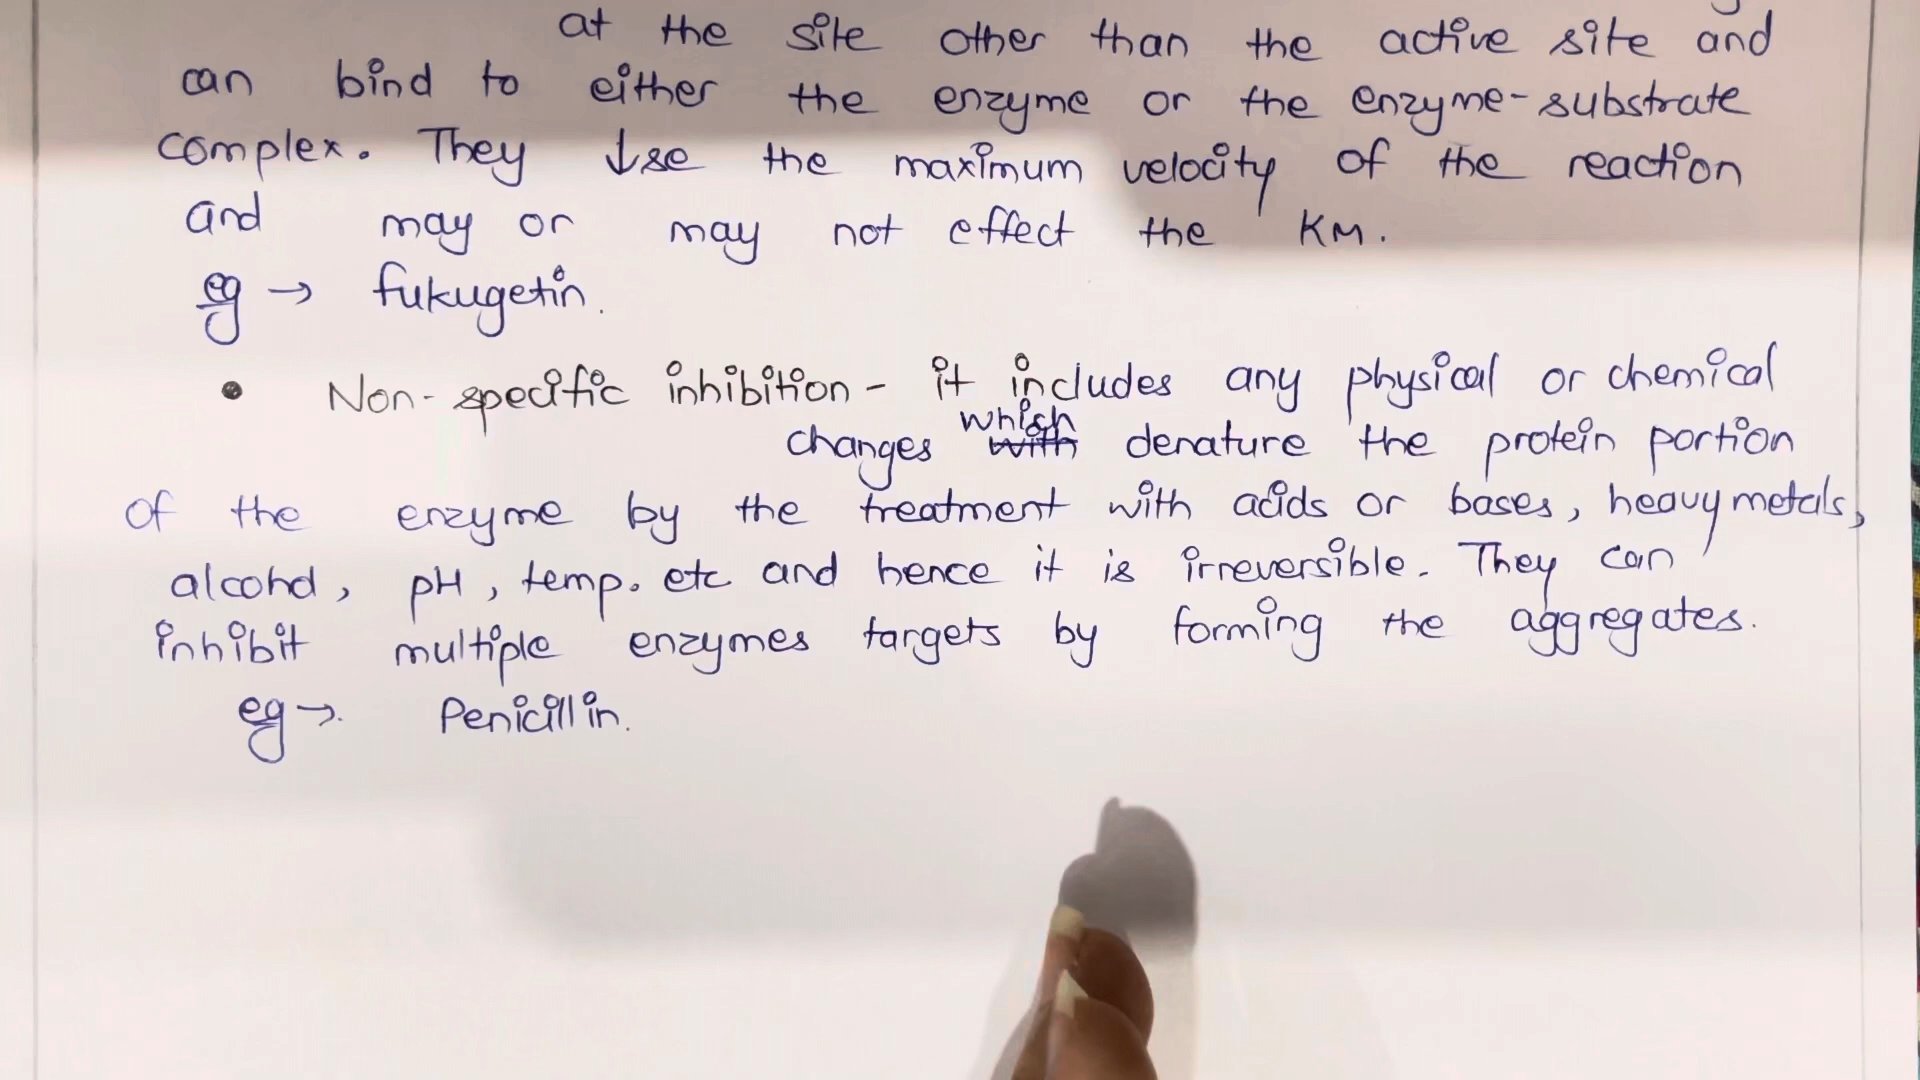 at the site other than the active site and
can bind to either the enzyme or the enzyme-substrate
complex. They ↓se the maximum velocity of the reaction
and may or may not effect the KM.
eg → fukugetin.
• Non-specific inhibition - it includes any physical or chemical
changes which with denature the protein portion
of the enzyme by the treatment with acids or bases, heavy metals,
alcohol, pH, temp. etc and hence it is irreversible. They can
inhibit multiple enzymes targets by forming the aggregates.
eg → Penicillin.